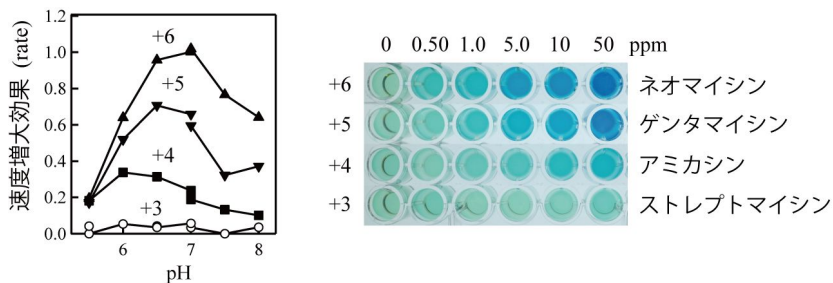 速度増大効果 (rate)
1.2
1.0
0.8
0.6
0.4
0.2
0.0
+6
+5
+4
+3
6
7
8
pH
0 0.50 1.0 5.0 10 50 ppm
+6 ネオマイシン
+5 ゲンタマイシン
+4 アミカシン
+3 ストレプトマイシン